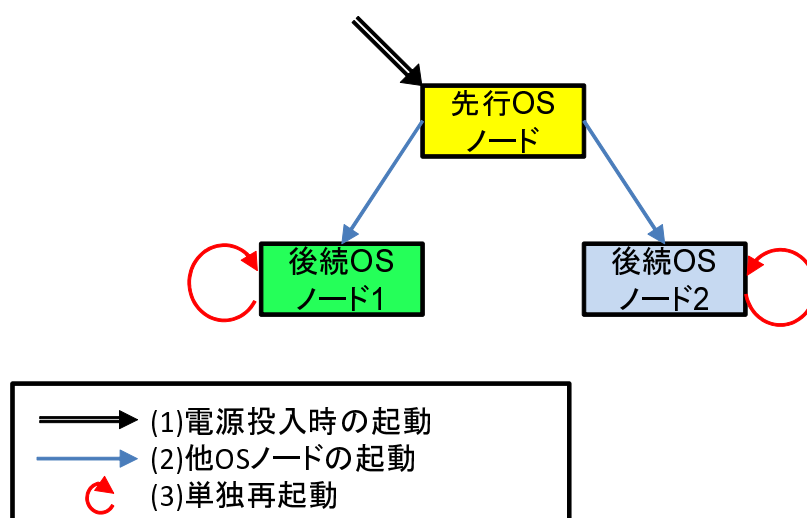 先行OS
ノード
後続OS
ノード1
後続OS
ノード2
(1)電源投入時の起動
(2)他OSノードの起動
(3)単独再起動